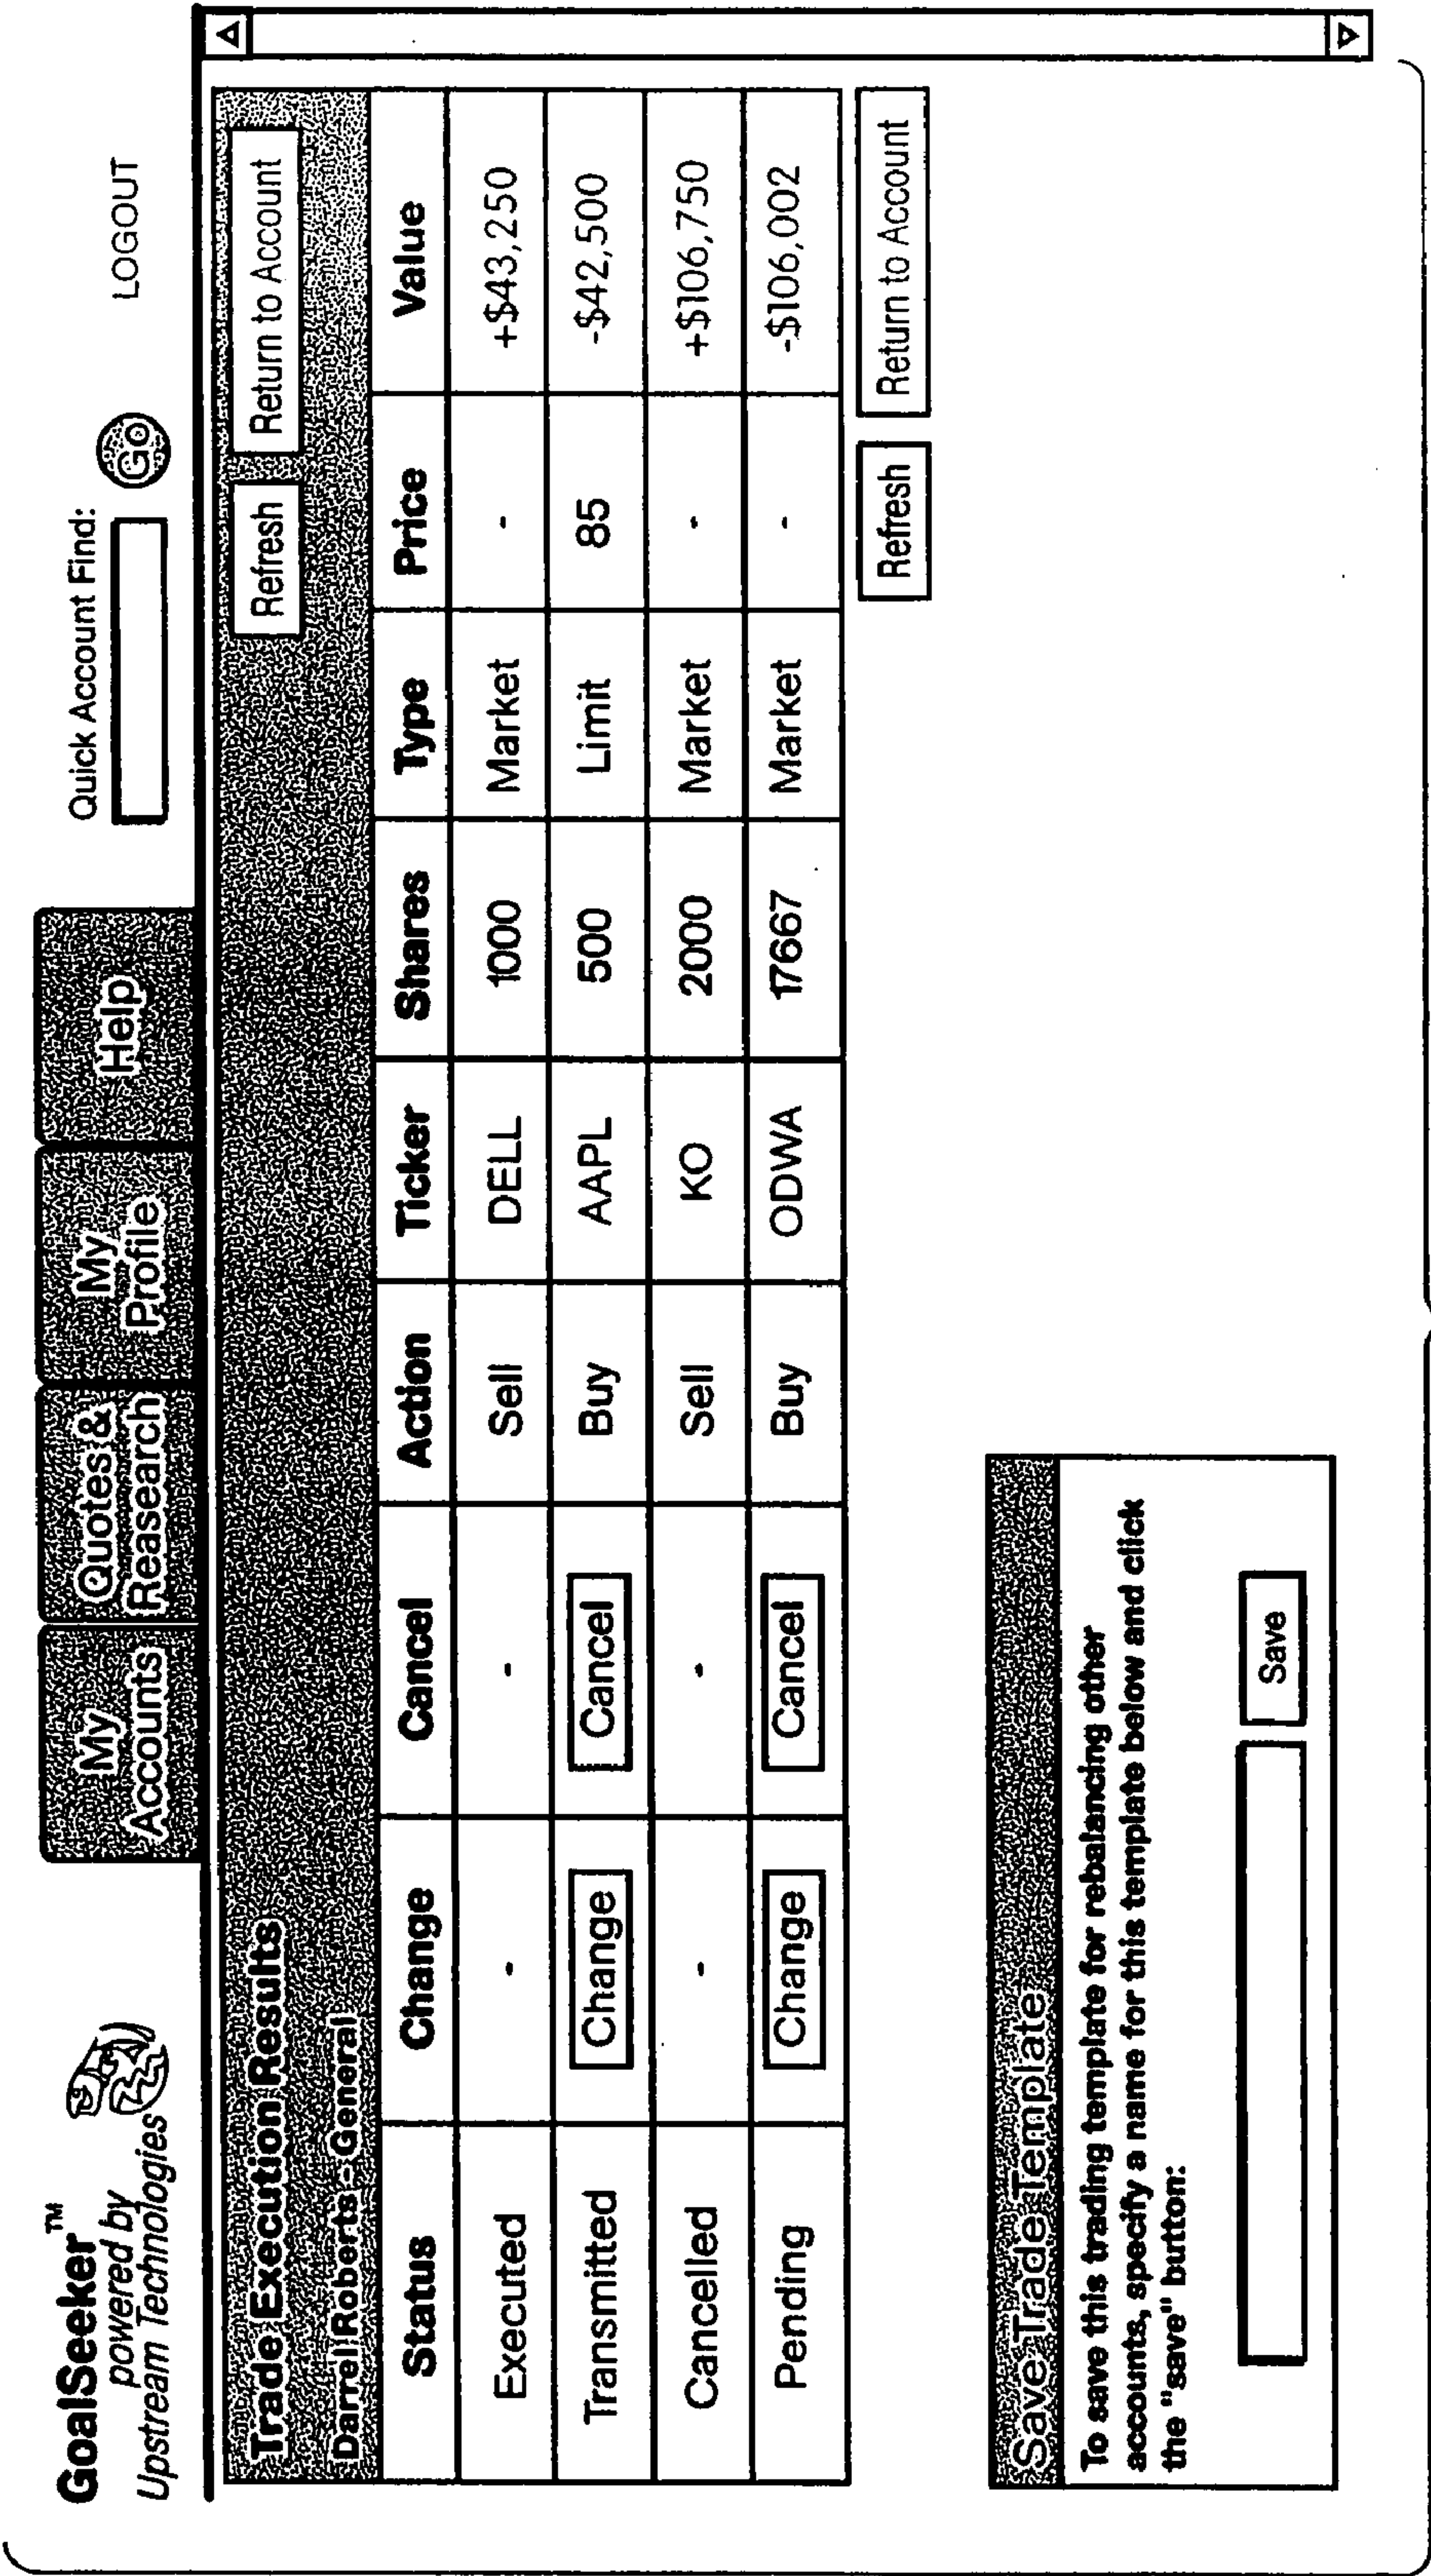 GoalSeeker™
powered by
Upstream Technologies
My
Accounts
Quotes &
Reasearch
My
Profile
Help
Quick Account Find:
Go
LOGOUT
Trade Execution Results
Darrel Roberts - General
Refresh
Return to Account
Status Change Cancel Action Ticker Shares Type Price Value
Executed - - Sell DELL 1000 Market - +$43,250
Transmitted Change Cancel Buy AAPL 500 Limit 85 -$42,500
Cancelled - - Sell KO 2000 Market - +$106,750
Pending Change Cancel Buy ODWA 17667 Market - -$106,002
Refresh
Return to Account
Save Trade Template
To save this trading template for rebalancing other
accounts, specify a name for this template below and click
the "save" button:
Save